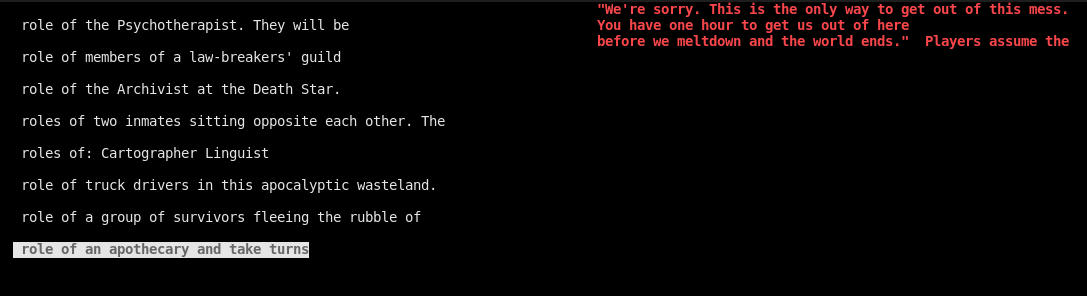 role of the Psychotherapist. They will be
role of members of a law-breakers' guild
role of the Archivist at the Death Star.
roles of two inmates sitting opposite each other. The
roles of: Cartographer Linguist
role of truck drivers in this apocalyptic wasteland.
role of a group of survivors fleeing the rubble of
role of an apothecary and take turns
"We're sorry. This is the only way to get out of this mess.
You have one hour to get us out of here
before we meltdown and the world ends."  Players assume the